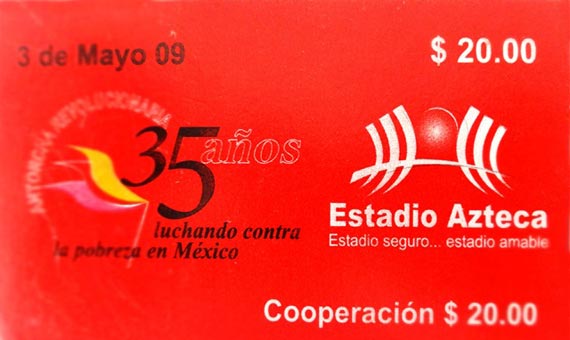 3 de Mayo 09
$ 20.00
ANTORCHA REVOLUCIONARIA
35 años
luchando contra
la pobreza en México
Estadio Azteca
Estadio seguro... estadio amable
Cooperación $ 20.00